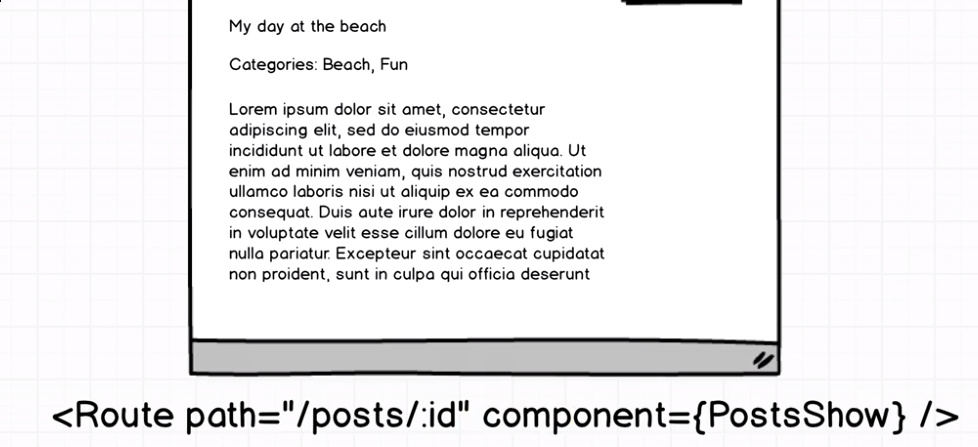 My day at the beach
Categories: Beach, Fun
Lorem ipsum dolor sit amet, consectetur
adipiscing elit, sed do eiusmod tempor
incididunt ut labore et dolore magna aliqua. Ut
enim ad minim veniam, quis nostrud exercitation
ullamco laboris nisi ut aliquip ex ea commodo
consequat. Duis aute irure dolor in reprehenderit
in voluptate velit esse cillum dolore eu fugiat
nulla pariatur. Excepteur sint occaecat cupidatat
non proident, sunt in culpa qui officia deserunt
<Route path="/posts/:id" component={PostsShow} />